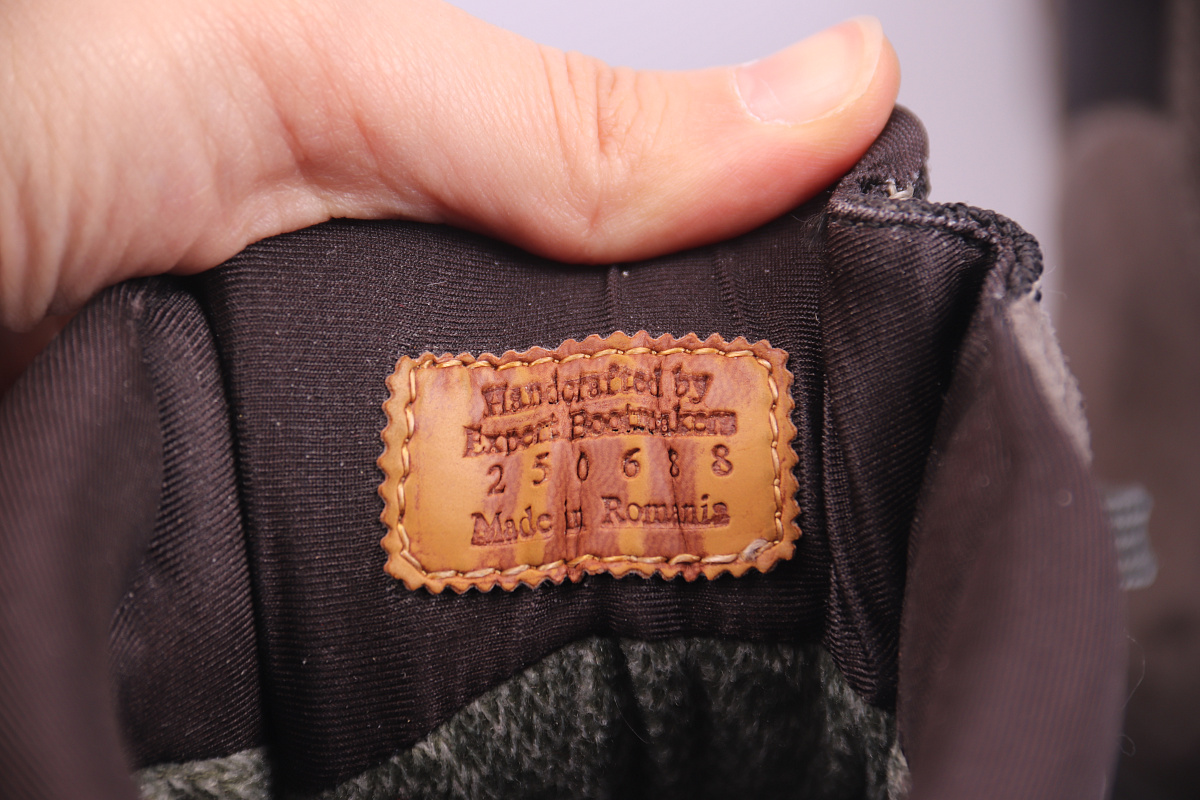 Handcrafted by
Expert Bootmakers
2 5 0 6 8 8
Made in Romania